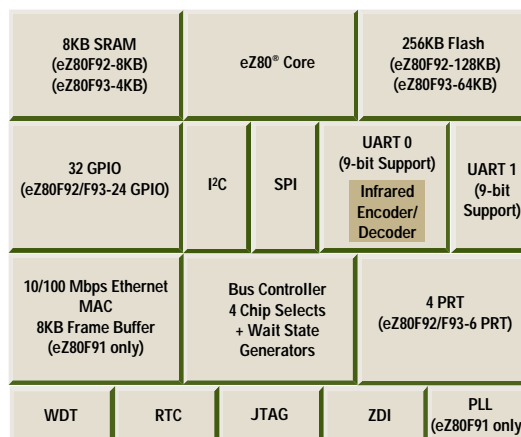 8KB SRAM
(eZ80F92-8KB)
(eZ80F93-4KB)
eZ80® Core
256KB Flash
(eZ80F92-128KB)
(eZ80F93-64KB)
32 GPIO
(eZ80F92/F93-24 GPIO)
I²C
SPI
UART 0
(9-bit Support)
Infrared
Encoder/
Decoder
UART 1
(9-bit
Support)
10/100 Mbps Ethernet
MAC
8KB Frame Buffer
(eZ80F91 only)
Bus Controller
4 Chip Selects
+ Wait State
Generators
4 PRT
(eZ80F92/F93-6 PRT)
WDT
RTC
JTAG
ZDI
PLL
(eZ80F91 only)